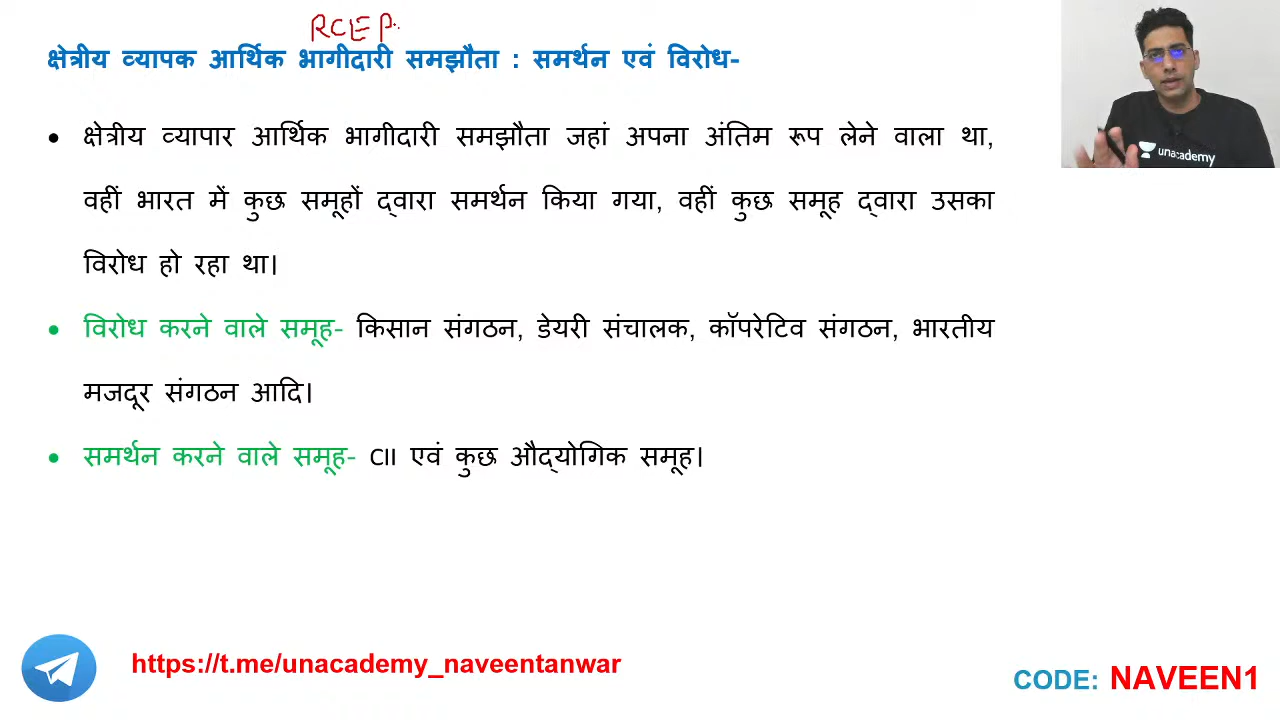 RCEP
क्षेत्रीय व्यापक आर्थिक भागीदारी समझौता : समर्थन एवं विरोध-
• क्षेत्रीय व्यापार आर्थिक भागीदारी समझौता जहां अपना अंतिम रूप लेने वाला था,
वहीं भारत में कुछ समूहों द्वारा समर्थन किया गया, वहीं कुछ समूह द्वारा उसका
विरोध हो रहा था।
• विरोध करने वाले समूह- किसान संगठन, डेयरी संचालक, कॉपरेटिव संगठन, भारतीय
मजदूर संगठन आदि।
• समर्थन करने वाले समूह- CII एवं कुछ औद्योगिक समूह।
unacademy
https://t.me/unacademy_naveentanwar
CODE: NAVEEN1